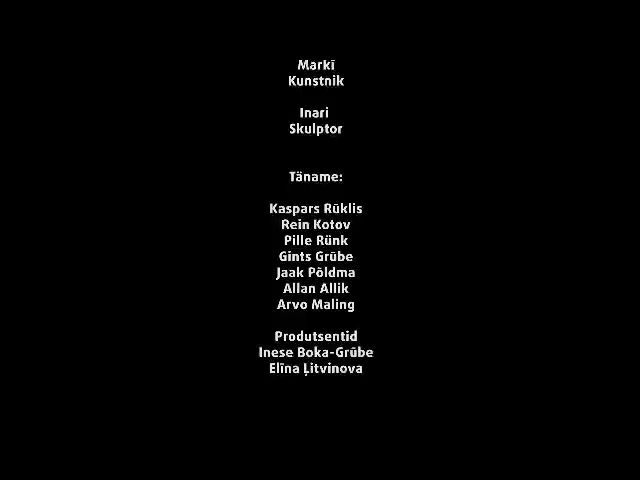 Markī
Kunstnik
Inari
Skulptor
Täname:
Kaspars Rūklis
Rein Kotov
Pille Rünk
Gints Grūbe
Jaak Põldma
Allan Allik
Arvo Maling
Produtsentid
Inese Boka-Grūbe
Elīna Ļitvinova